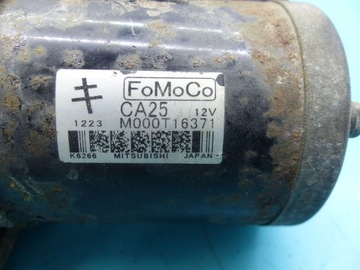 FoMoCo
キ CA25 12V
1223 M000T16371
K6266 MITSUBISHI JAPAN